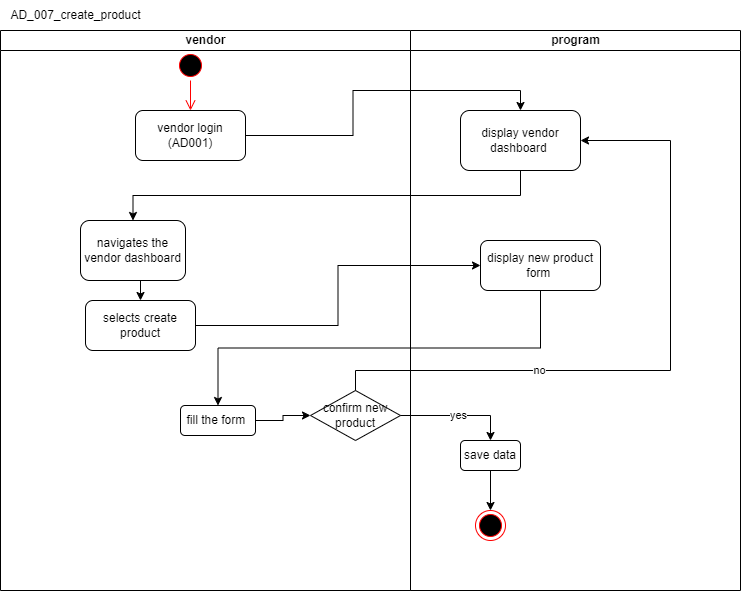 AD_007_create_product
vendor
program
vendor login
(AD001)
display vendor
dashboard
navigates the
vendor dashboard
display new product
form
selects create
product
no
fill the form
confirm new
product
yes
save data